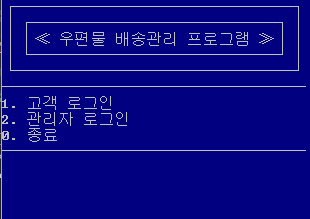 ≪ 우편물 배송관리 프로그램 ≫
1. 고객 로그인
2. 관리자 로그인
0. 종료